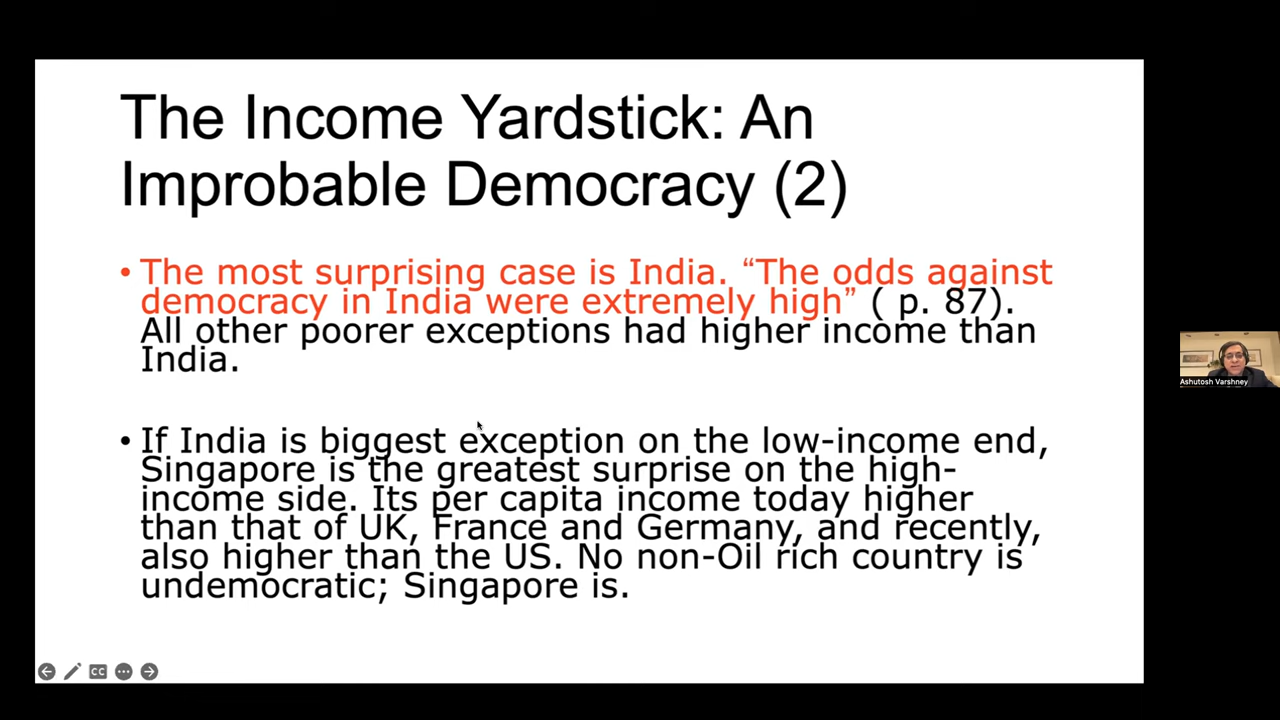 The Income Yardstick: An
Improbable Democracy (2)
• The most surprising case is India. “The odds against
democracy in India were extremely high” ( p. 87).
All other poorer exceptions had higher income than
India.
• If India is biggest exception on the low-income end,
Singapore is the greatest surprise on the high-
income side. Its per capita income today higher
than that of UK, France and Germany, and recently,
also higher than the US. No non-Oil rich country is
undemocratic; Singapore is.
CC
Ashutosh Varshney